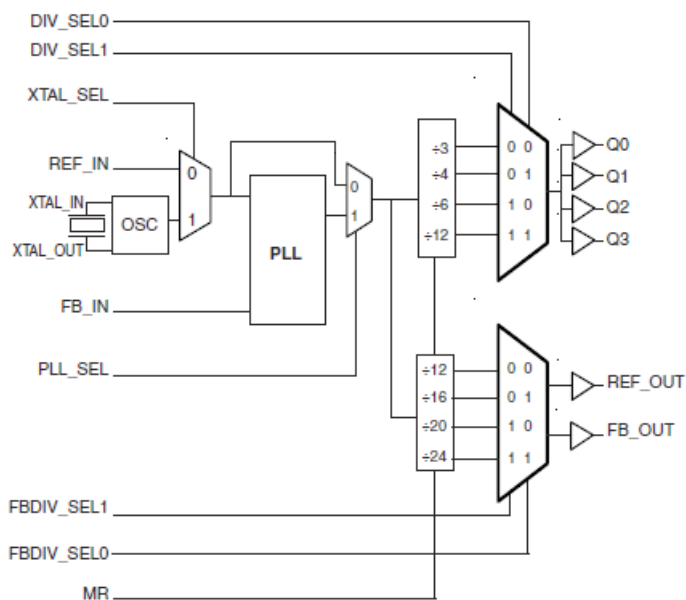 DIV_SEL0
DIV_SEL1
XTAL_SEL
REF_IN
XTAL_IN
OSC
XTAL_OUT
FB_IN
PLL_SEL
0
1
PLL
0
1
÷3
÷4
÷6
÷12
0 0
0 1
1 0
1 1
Q0
Q1
Q2
Q3
÷12
÷16
÷20
÷24
0 0
0 1
1 0
1 1
REF_OUT
FB_OUT
FBDIV_SEL1
FBDIV_SEL0
MR